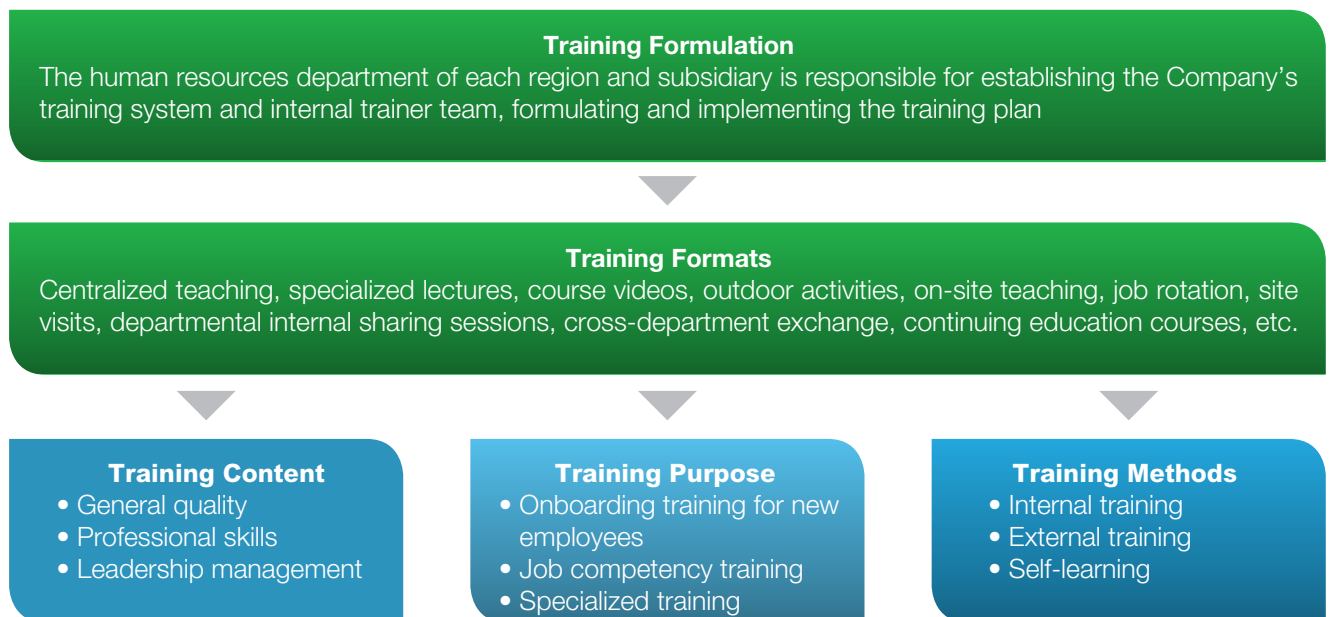 Training Formulation
The human resources department of each region and subsidiary is responsible for establishing the Company’s
training system and internal trainer team, formulating and implementing the training plan
Training Formats
Centralized teaching, specialized lectures, course videos, outdoor activities, on-site teaching, job rotation, site
visits, departmental internal sharing sessions, cross-department exchange, continuing education courses, etc.
Training Content
• General quality
• Professional skills
• Leadership management
Training Purpose
• Onboarding training for new
employees
• Job competency training
• Specialized training
Training Methods
• Internal training
• External training
• Self-learning